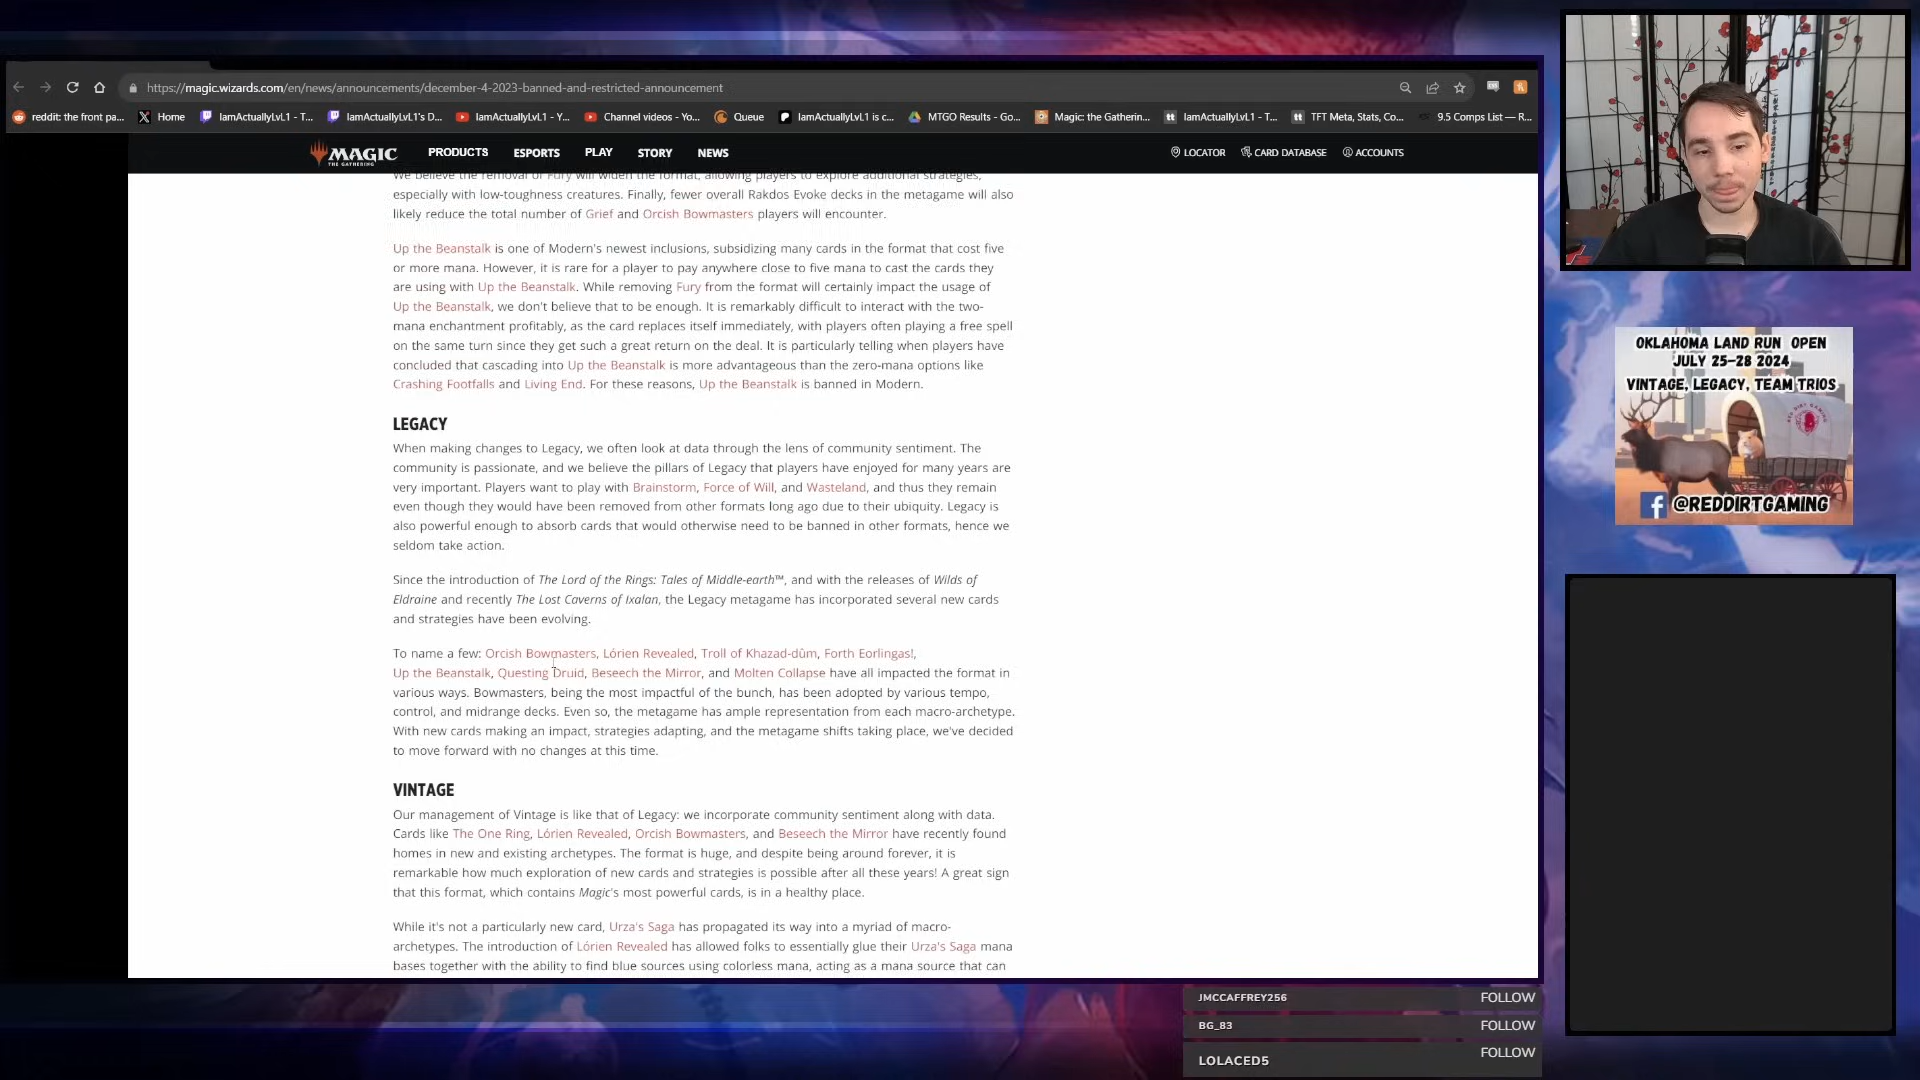 https://magic.wizards.com/en/news/announcements/december-4-2023-banned-and-restricted-announcement
reddit: the front pa...
Home
IamActuallyLvL1 - T...
IamActuallyLvL1's D...
IamActuallyLvL1 - Y...
Channel videos - Yo...
Queue
IamActuallyLvL1 is c...
MTGO Results - Go...
Magic: the Gatherin...
IamActuallyLvL1 - T...
TFT Meta, Stats, Co...
9.5 Comps List — R...
MAGIC
THE GATHERING
PRODUCTS
ESPORTS
PLAY
STORY
NEWS
LOCATOR
CARD DATABASE
ACCOUNTS
We believe the removal of Fury will widen the format, allowing players to explore additional strategies,
especially with low-toughness creatures. Finally, fewer overall Rakdos Evoke decks in the metagame will also
likely reduce the total number of Grief and Orcish Bowmasters players will encounter.
Up the Beanstalk is one of Modern's newest inclusions, subsidizing many cards in the format that cost five
or more mana. However, it is rare for a player to pay anywhere close to five mana to cast the cards they
are using with Up the Beanstalk. While removing Fury from the format will certainly impact the usage of
Up the Beanstalk, we don't believe that to be enough. It is remarkably difficult to interact with the two-
mana enchantment profitably, as the card replaces itself immediately, with players often playing a free spell
on the same turn since they get such a great return on the deal. It is particularly telling when players have
concluded that cascading into Up the Beanstalk is more advantageous than the zero-mana options like
Crashing Footfalls and Living End. For these reasons, Up the Beanstalk is banned in Modern.
LEGACY
When making changes to Legacy, we often look at data through the lens of community sentiment. The
community is passionate, and we believe the pillars of Legacy that players have enjoyed for many years are
very important. Players want to play with Brainstorm, Force of Will, and Wasteland, and thus they remain
even though they would have been removed from other formats long ago due to their ubiquity. Legacy is
also powerful enough to absorb cards that would otherwise need to be banned in other formats, hence we
seldom take action.
Since the introduction of The Lord of the Rings: Tales of Middle-earth™, and with the releases of Wilds of
Eldraine and recently The Lost Caverns of Ixalan, the Legacy metagame has incorporated several new cards
and strategies have been evolving.
To name a few: Orcish Bowmasters, Lórien Revealed, Troll of Khazad-dûm, Forth Eorlingas!,
Up the Beanstalk, Questing Druid, Beseech the Mirror, and Molten Collapse have all impacted the format in
various ways. Bowmasters, being the most impactful of the bunch, has been adopted by various tempo,
control, and midrange decks. Even so, the metagame has ample representation from each macro-archetype.
With new cards making an impact, strategies adapting, and the metagame shifts taking place, we've decided
to move forward with no changes at this time.
VINTAGE
Our management of Vintage is like that of Legacy: we incorporate community sentiment along with data.
Cards like The One Ring, Lórien Revealed, Orcish Bowmasters, and Beseech the Mirror have recently found
homes in new and existing archetypes. The format is huge, and despite being around forever, it is
remarkable how much exploration of new cards and strategies is possible after all these years! A great sign
that this format, which contains Magic's most powerful cards, is in a healthy place.
While it's not a particularly new card, Urza's Saga has propagated its way into a myriad of macro-
archetypes. The introduction of Lórien Revealed has allowed folks to essentially glue their Urza's Saga mana
bases together with the ability to find blue sources using colorless mana, acting as a mana source that can
OKLAHOMA LAND RUN OPEN
JULY 25-28 2024
VINTAGE, LEGACY, TEAM TRIOS
@REDDIRTGAMING
JMCCAFFREY256 FOLLOW
BG_83 FOLLOW
LOLACED5 FOLLOW